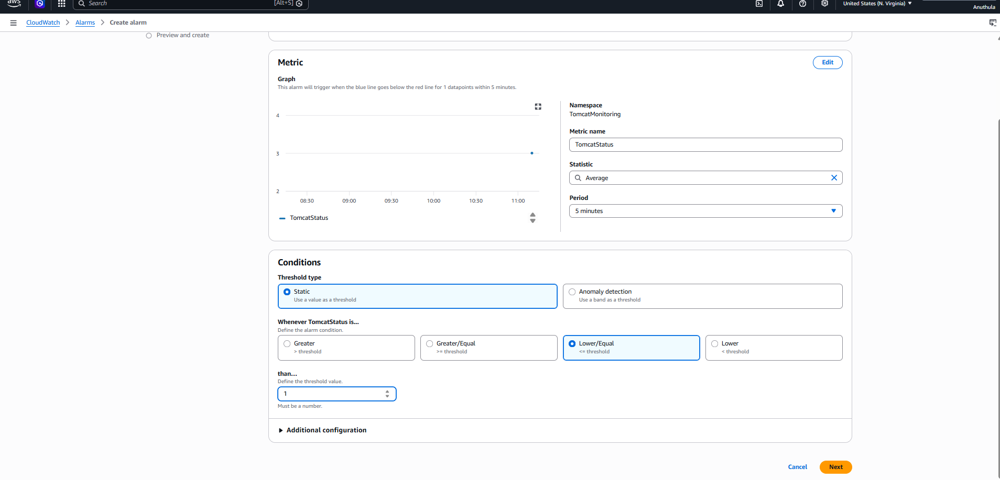 aws
Search [Alt+S]
United States (N. Virginia)
Anuthula
CloudWatch Alarms Create alarm
Preview and create
Metric
Edit
Graph
This alarm will trigger when the blue line goes below the red line for 1 datapoints within 5 minutes.
4
3
2
08:30 09:00 09:30 10:00 10:30 11:00
TomcatStatus
Namespace
TomcatMonitoring
Metric name
TomcatStatus
Statistic
Average
Period
5 minutes
Conditions
Threshold type
Static
Use a value as a threshold
Anomaly detection
Use a band as a threshold
Whenever TomcatStatus is...
Define the alarm condition.
Greater
> threshold
Greater/Equal
>= threshold
Lower/Equal
<= threshold
Lower
< threshold
than...
Define the threshold value.
1
Must be a number.
Additional configuration
Cancel
Next